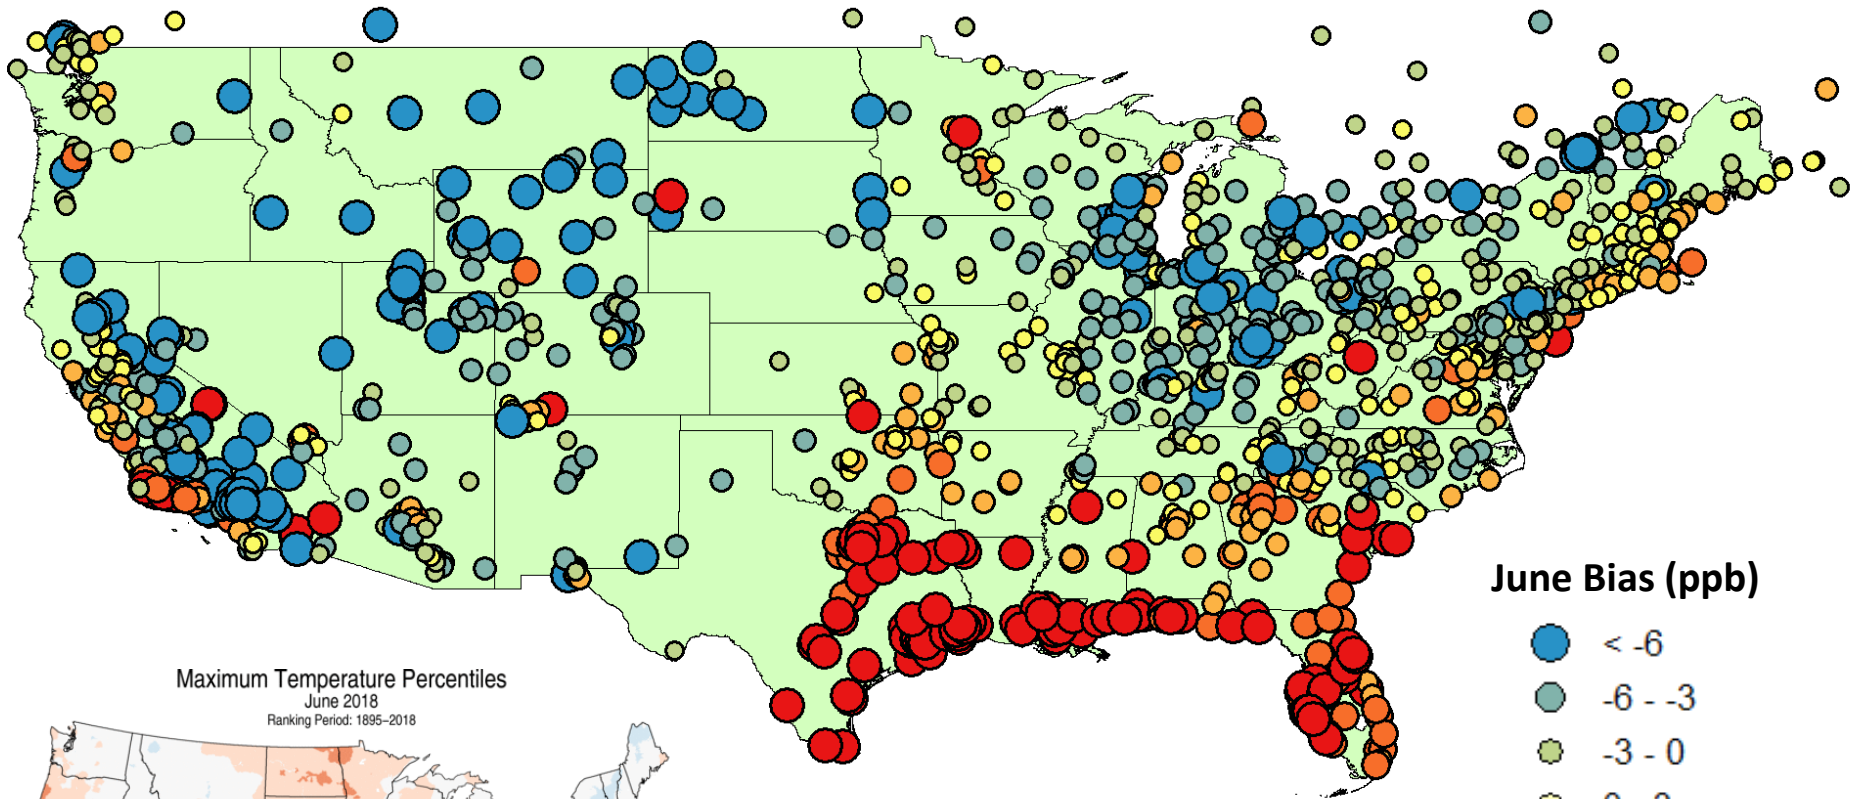 June Bias (ppb)
< -6
-6 - -3
-3 - 0
Maximum Temperature Percentiles
June 2018
Ranking Period: 1895–2018